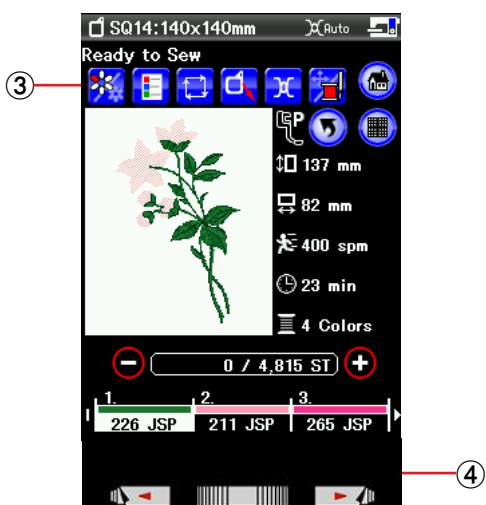 SQ14:140x140mm Auto
Ready to Sew
③
P
137 mm
82 mm
400 spm
23 min
4 Colors
0 / 4,815 ST
1. 2. 3.
226 JSP 211 JSP 265 JSP
④